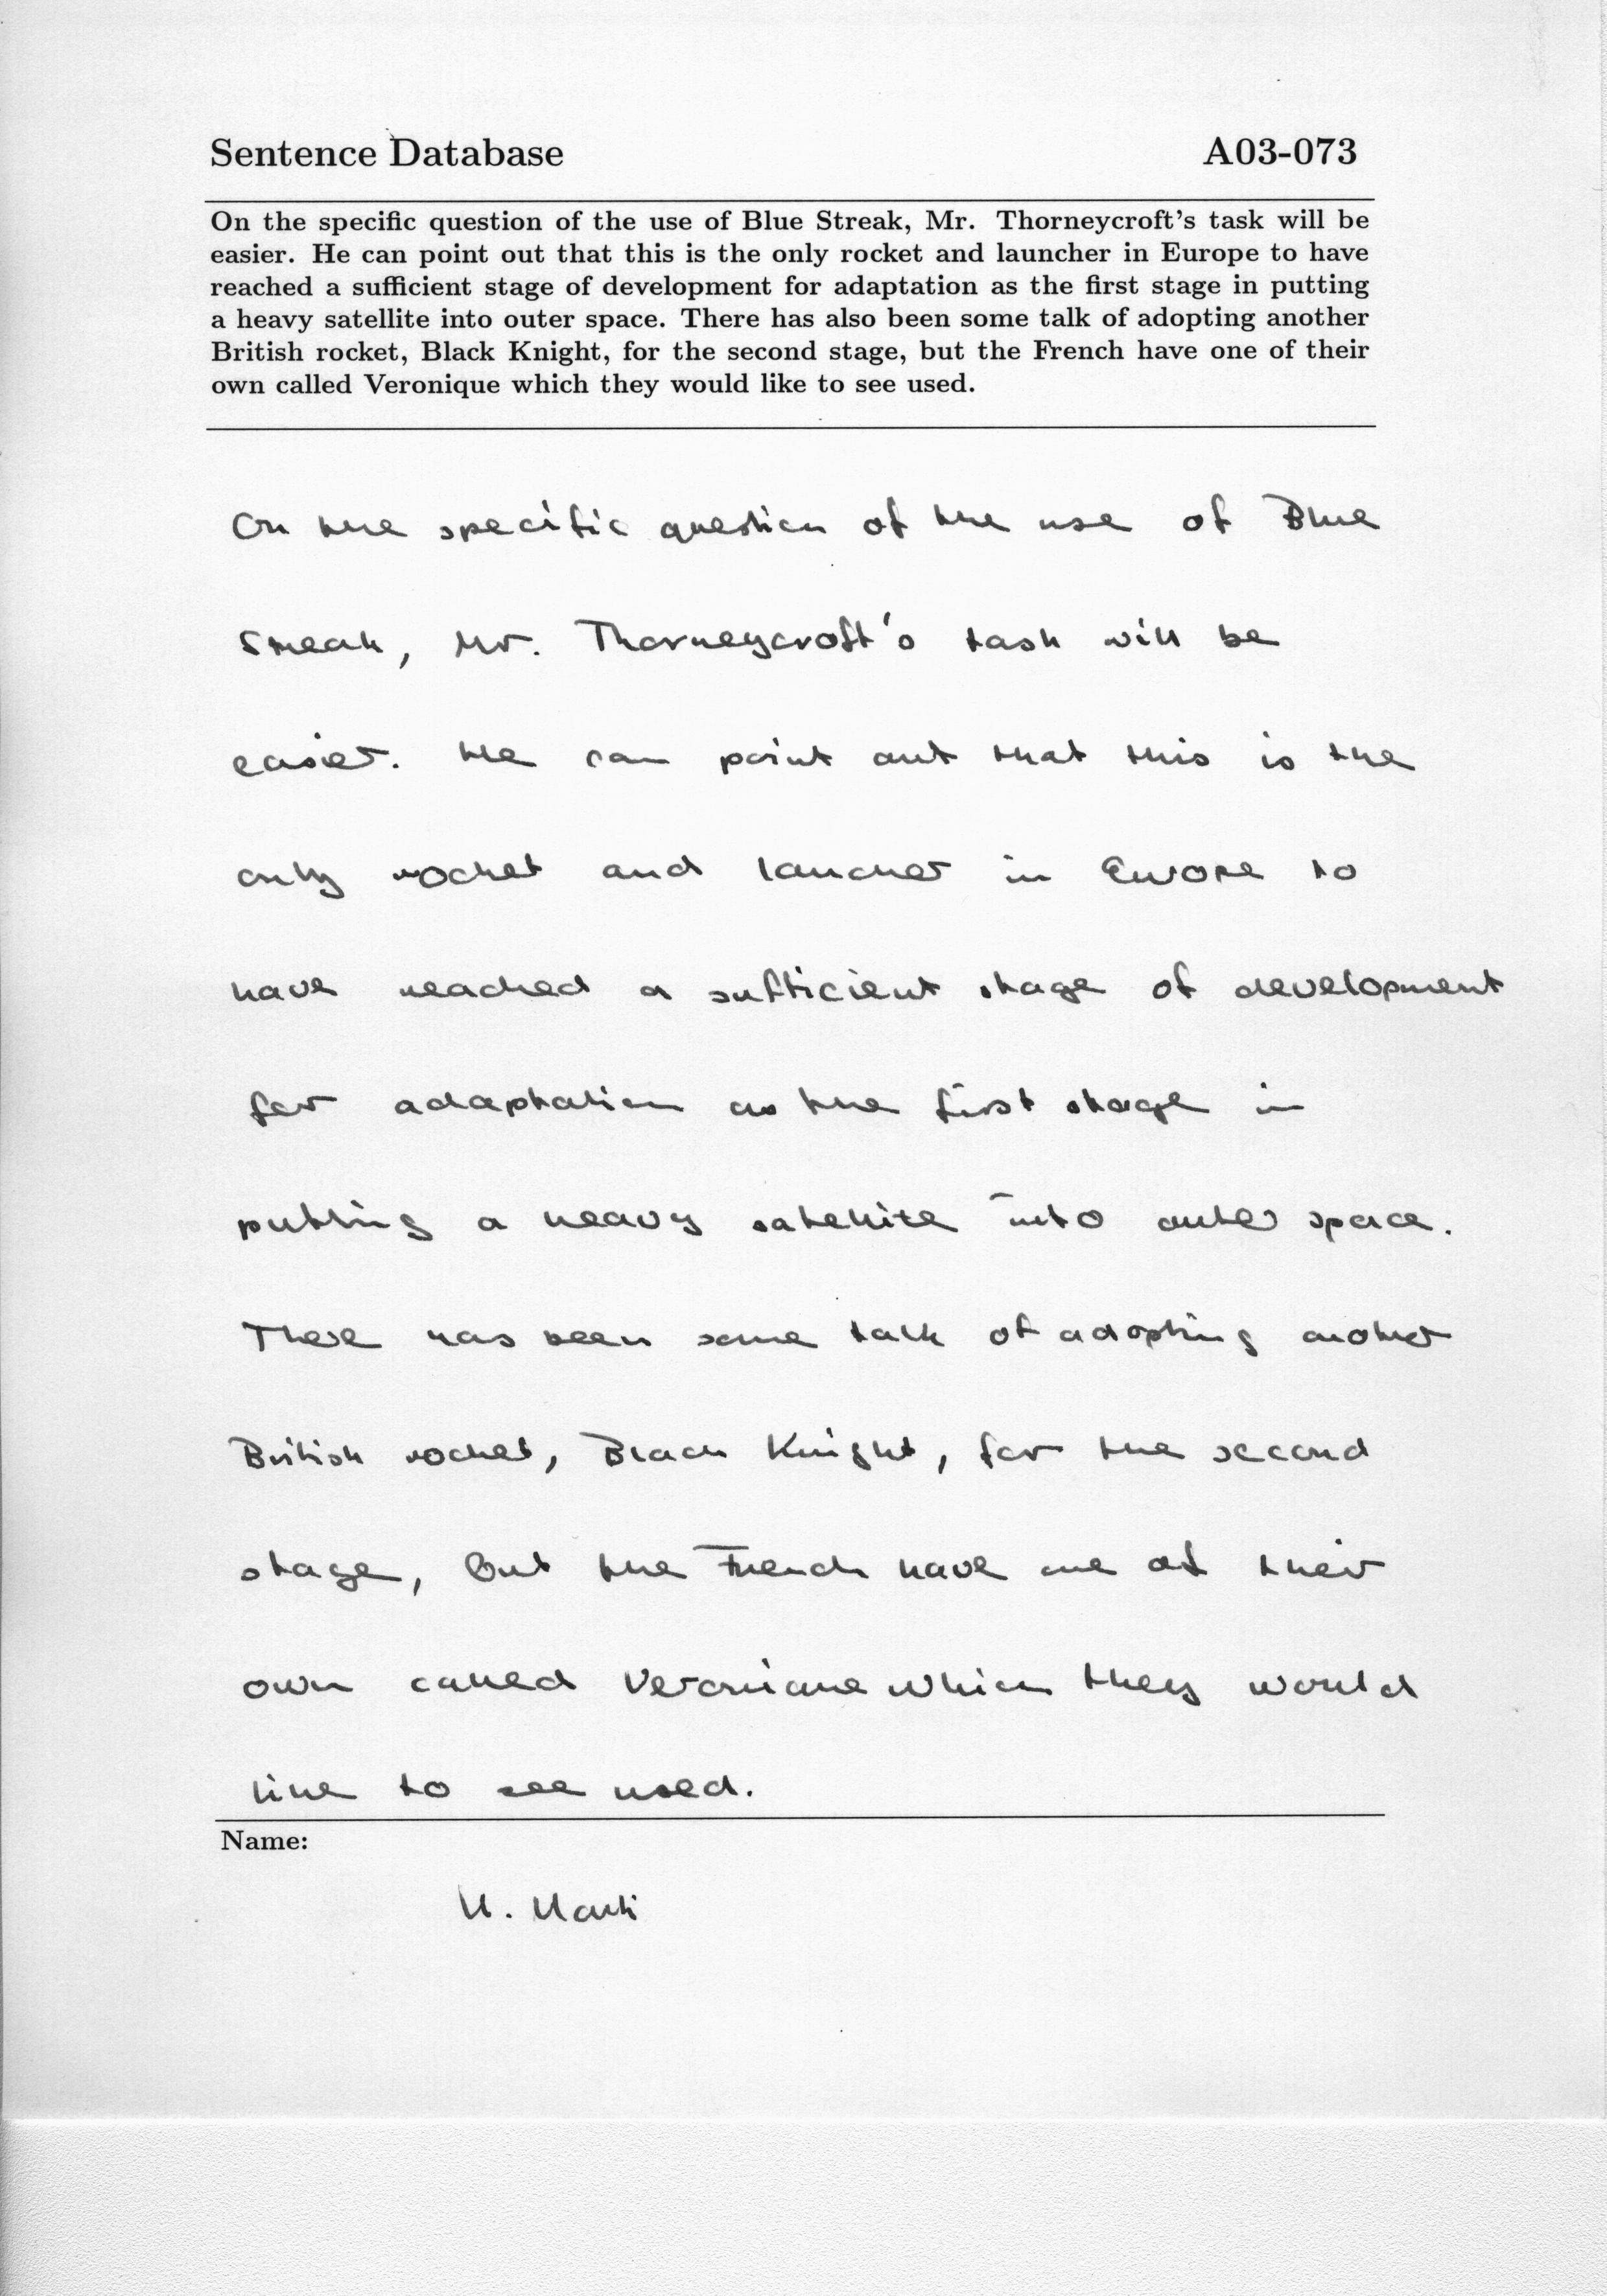 Sentence Database A03-073
On the specific question of the use of Blue Streak, Mr. Thorneycroft's task will be
easier. He can point out that this is the only rocket and launcher in Europe to have
reached a sufficient stage of development for adaptation as the first stage in putting
a heavy satellite into outer space. There has also been some talk of adopting another
British rocket, Black Knight, for the second stage, but the French have one of their
own called Veronique which they would like to see used.
On the specific question of the use of Blue
Streak, Mr. Thorneycroft's task will be
easier. He can point out that this is the
only rocket and launcher in Europe to
have reached a sufficient stage of development
for adaptation as the first stage in
putting a heavy satellite into outer space.
There has been some talk of adopting another
British rocket, Black Knight, for the second
stage, but the French have one of their
own called Veronique which they would
like to see used.
Name:
U. Marti